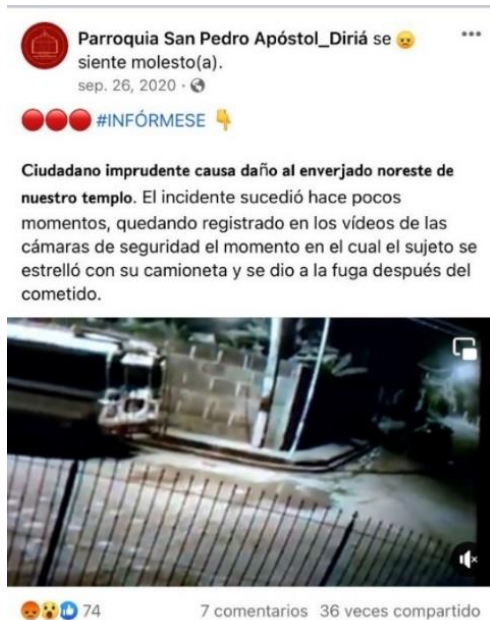 Parroquia San Pedro Apóstol_Diriá se
siente molesto(a).
sep. 26, 2020 ·
#INFÓRMESE
Ciudadano imprudente causa daño al enverjado noreste de
nuestro templo. El incidente sucedió hace pocos
momentos, quedando registrado en los vídeos de las
cámaras de seguridad el momento en el cual el sujeto se
estrelló con su camioneta y se dio a la fuga después del
cometido.
74
7 comentarios 36 veces compartido